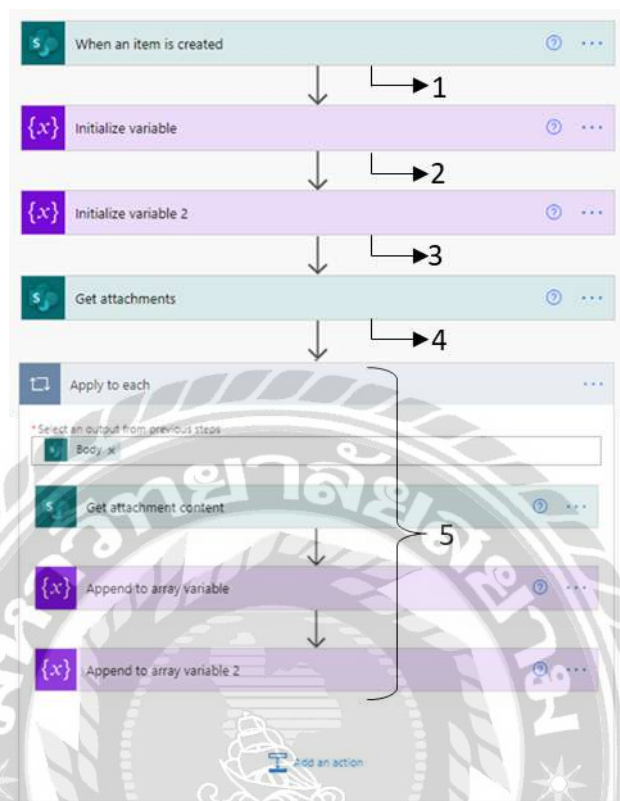 When an item is created
1
{x} Initialize variable
2
{x} Initialize variable 2
3
Get attachments
4
Apply to each
*Select an output from previous steps
Body x
Get attachment content
5
{x} Append to array variable
{x} Append to array variable 2
Add an action